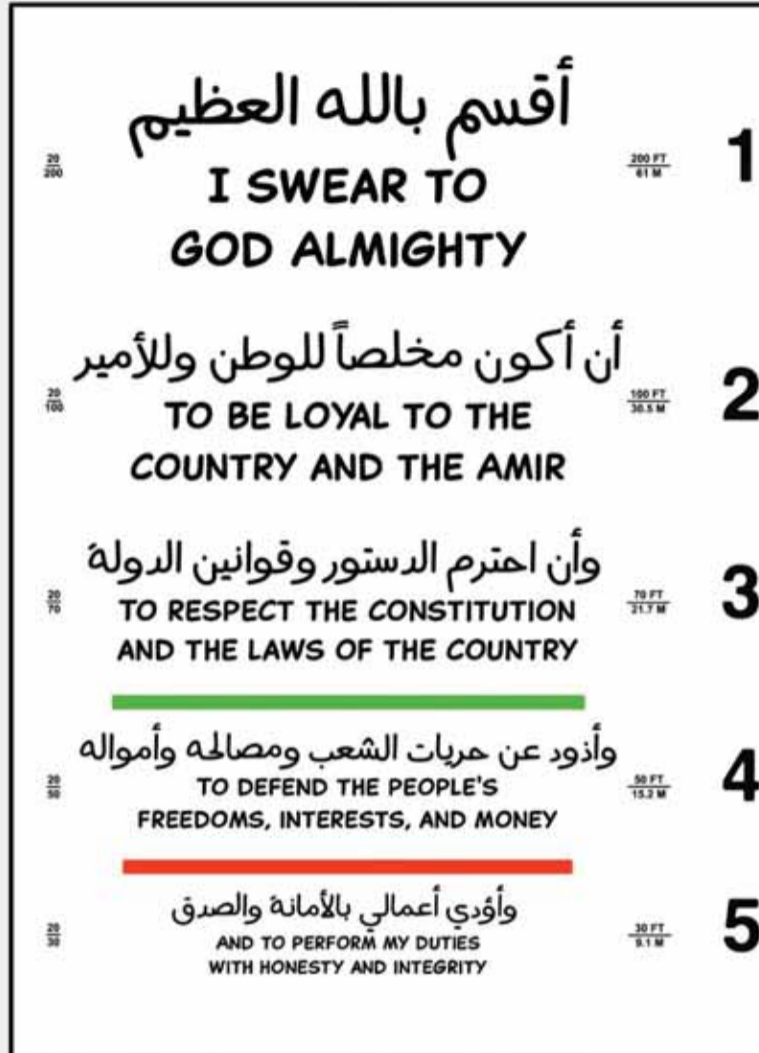 أقسم بالله العظيم
20/200
200 FT/61 M
1
I SWEAR TO
GOD ALMIGHTY
أن أكون مخلصاً للوطن وللأمير
20/100
100 FT/30.5 M
2
TO BE LOYAL TO THE
COUNTRY AND THE AMIR
وأن احترم الدستور وقوانين الدولة
20/70
70 FT/21.7 M
3
TO RESPECT THE CONSTITUTION
AND THE LAWS OF THE COUNTRY
وأذود عن حريات الشعب ومصالحه وأمواله
20/50
50 FT/15.2 M
4
TO DEFEND THE PEOPLE'S
FREEDOMS, INTERESTS, AND MONEY
وأؤدي أعمالي بالأمانة والصدق
20/30
30 FT/9.1 M
5
AND TO PERFORM MY DUTIES
WITH HONESTY AND INTEGRITY